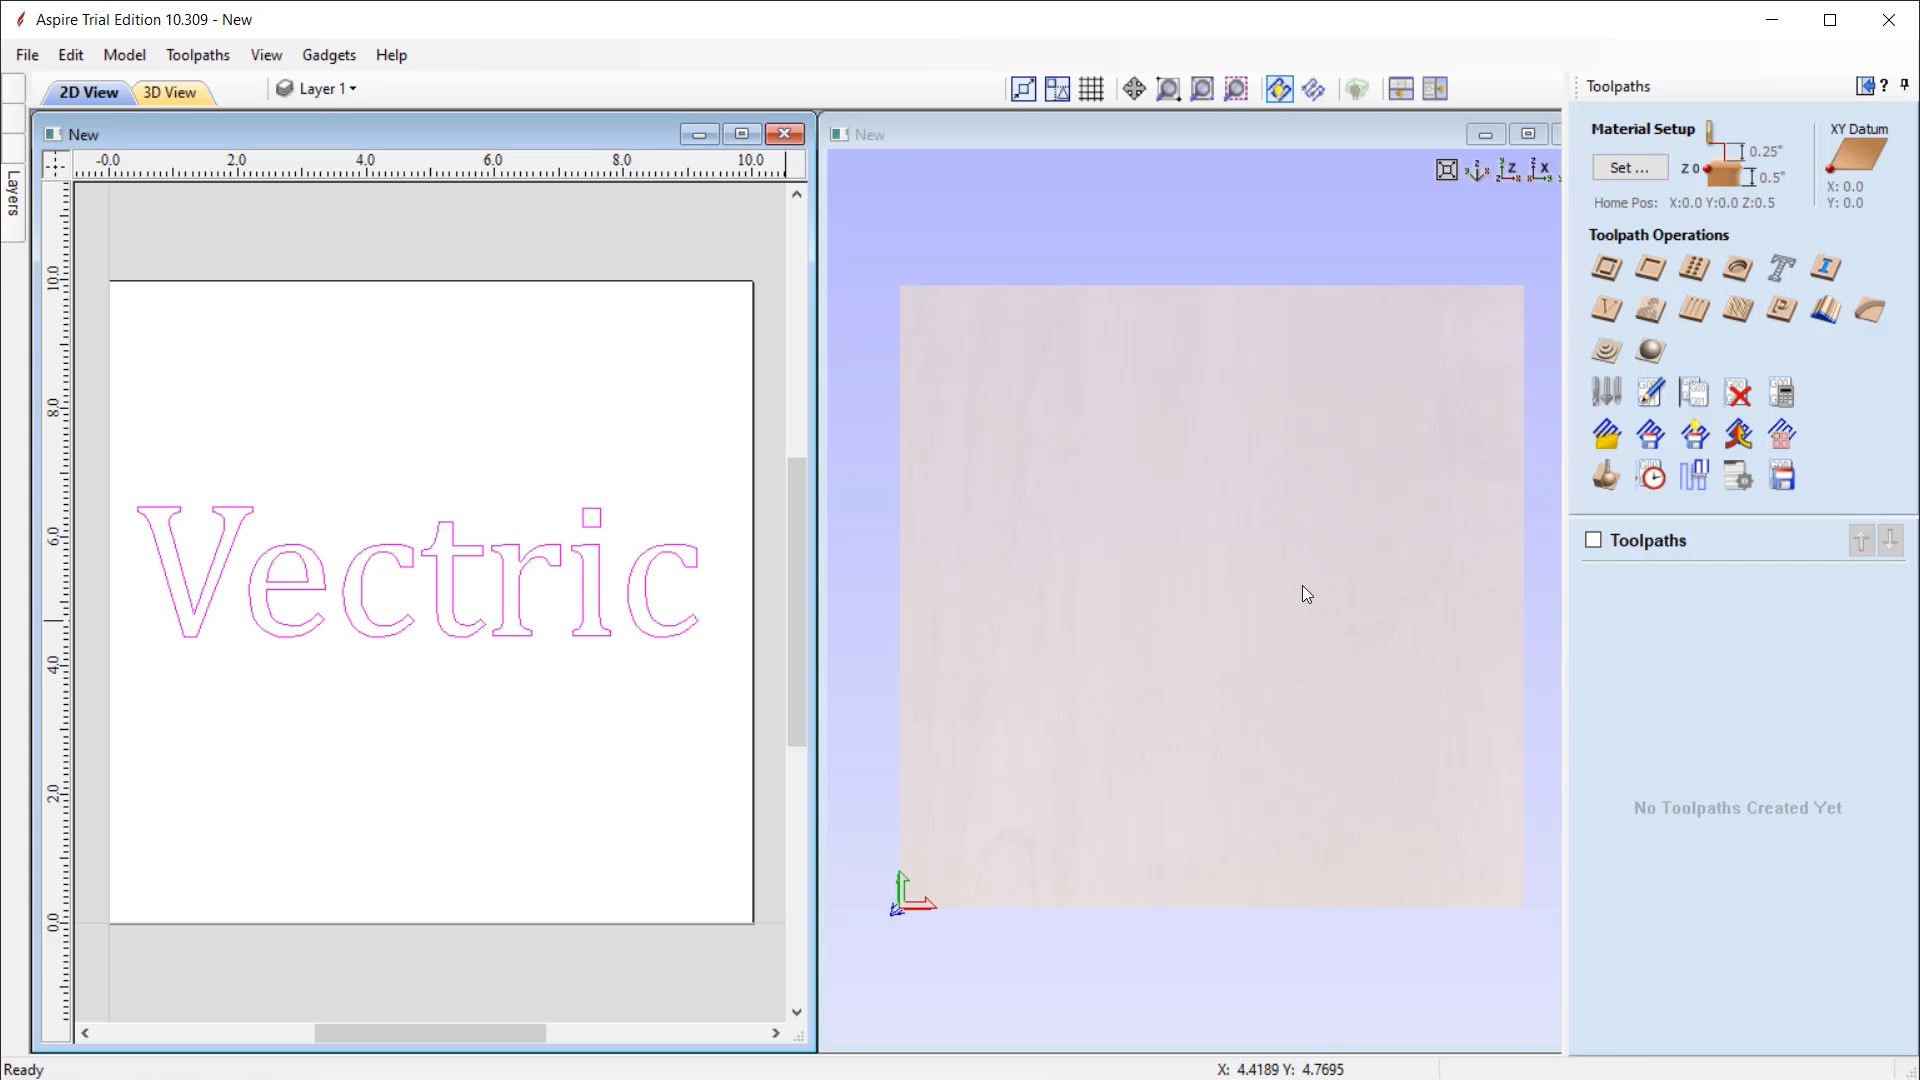 Aspire Trial Edition 10.309 - New
File Edit Model Toolpaths View Gadgets Help
2D View 3D View Layer 1
Toolpaths ?
New
New
-0.0 2.0 4.0 6.0 8.0 10.0
10.0
8.0
6.0
4.0
2.0
0.0
Layers
Vectric
Material Setup
XY Datum
Set ...
Z 0
0.25"
0.5"
X: 0.0
Y: 0.0
Home Pos: X:0.0 Y:0.0 Z:0.5
Toolpath Operations
Toolpaths
No Toolpaths Created Yet
Ready
X: 4.4189 Y: 4.7695